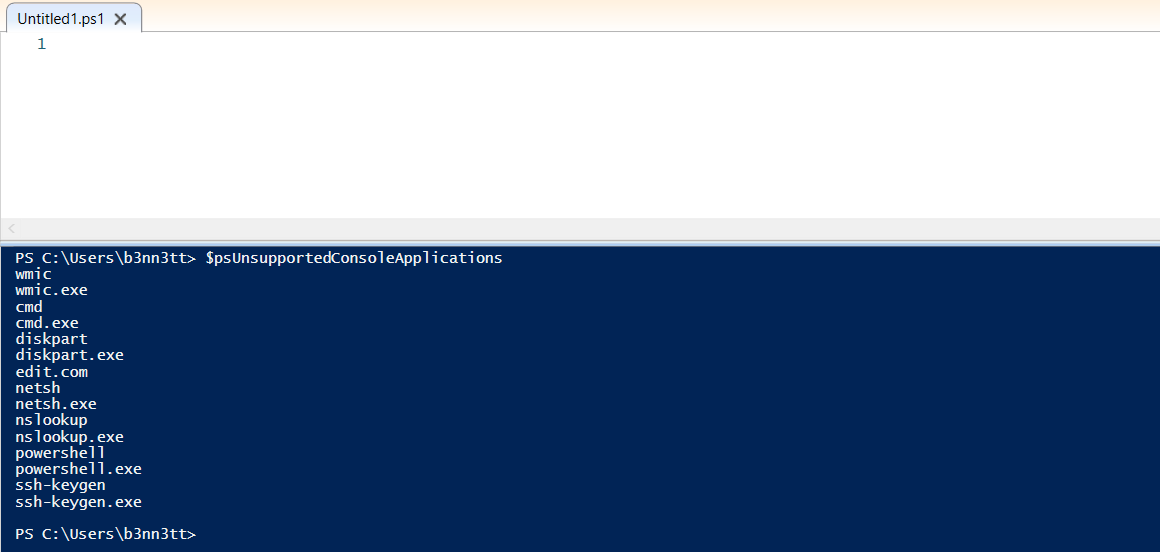 Untitled1.ps1
1
PS C:\Users\b3nn3tt> $psUnsupportedConsoleApplications
wmic
wmic.exe
cmd
cmd.exe
diskpart
diskpart.exe
edit.com
netsh
netsh.exe
nslookup
nslookup.exe
powershell
powershell.exe
ssh-keygen
ssh-keygen.exe
PS C:\Users\b3nn3tt>